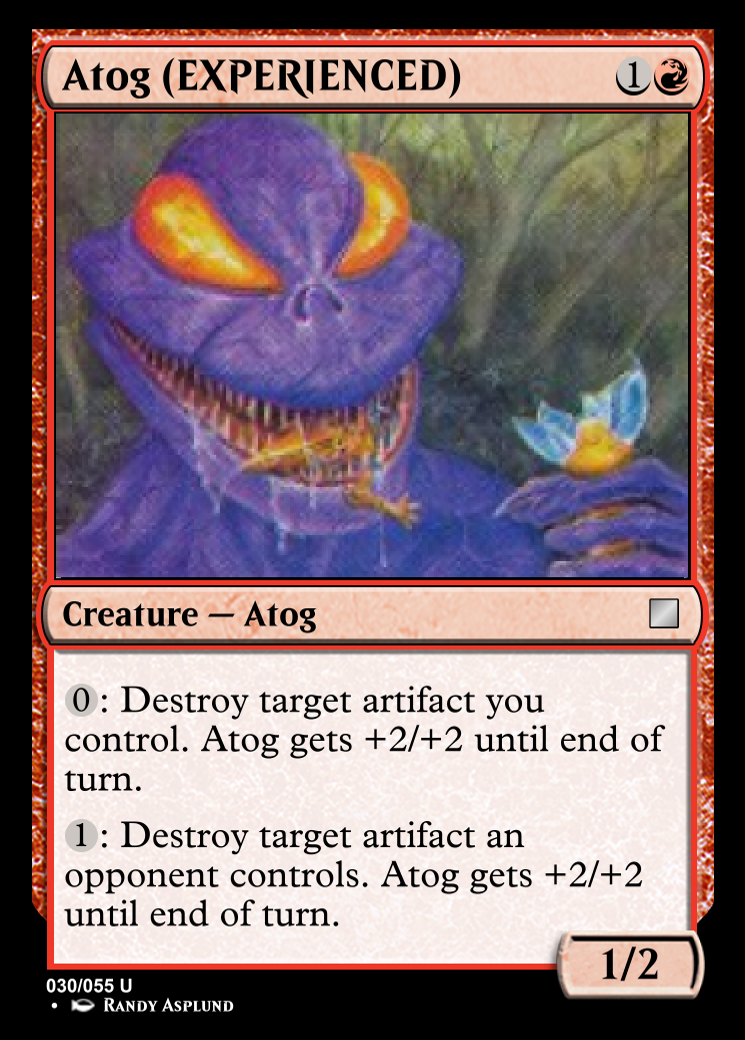 Atog (EXPERIENCED) 1
Creature — Atog
0: Destroy target artifact you
control. Atog gets +2/+2 until end of
turn.
1: Destroy target artifact an
opponent controls. Atog gets +2/+2
until end of turn.
1/2
030/055 U
• Randy Asplund